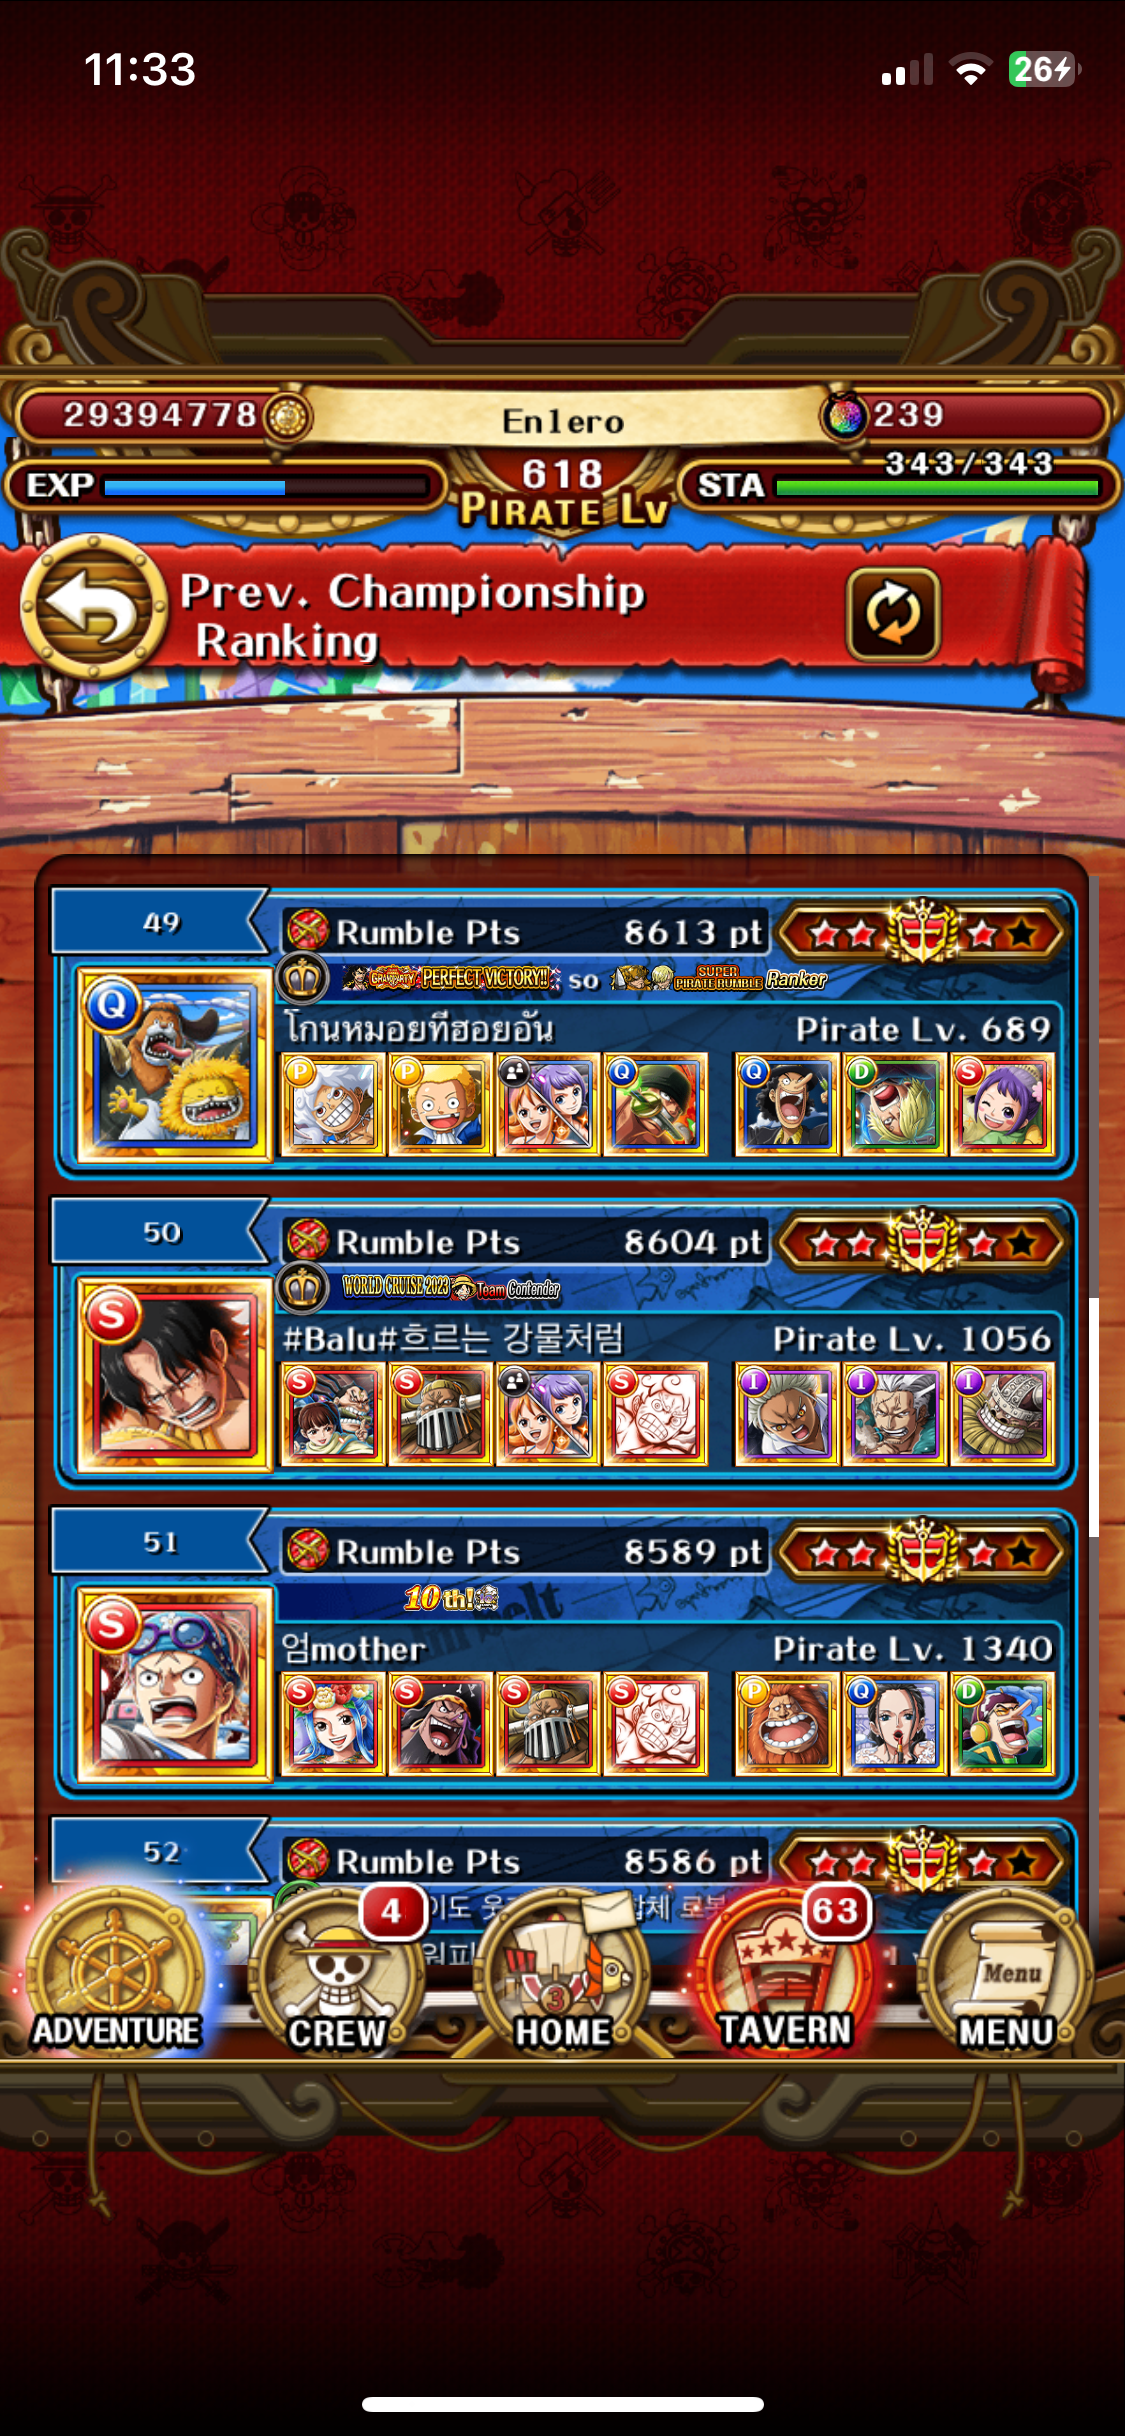 11:33
26
29394778
En1ero
239
EXP
618
PIRATE Lv
STA
343/343
Prev. Championship
Ranking
49
Rumble Pts
8613 pt
GRANDPARTY PERFECT VICTORY!! so SUPER PIRATE RUMBLE Ranker
โกนหมอยที่ฮอยอัน
Pirate Lv. 689
P
P
Q
Q
D
S
Q
50
Rumble Pts
8604 pt
WORLD CRUISE 2023 Team Contender
#Balu#흐르는 강물처럼
Pirate Lv. 1056
S
S
S
S
I
I
I
51
Rumble Pts
8589 pt
10th!
엄mother
Pirate Lv. 1340
S
S
S
S
S
P
Q
D
52
Rumble Pts
8586 pt
4
63
3
Menu
ADVENTURE
CREW
HOME
TAVERN
MENU